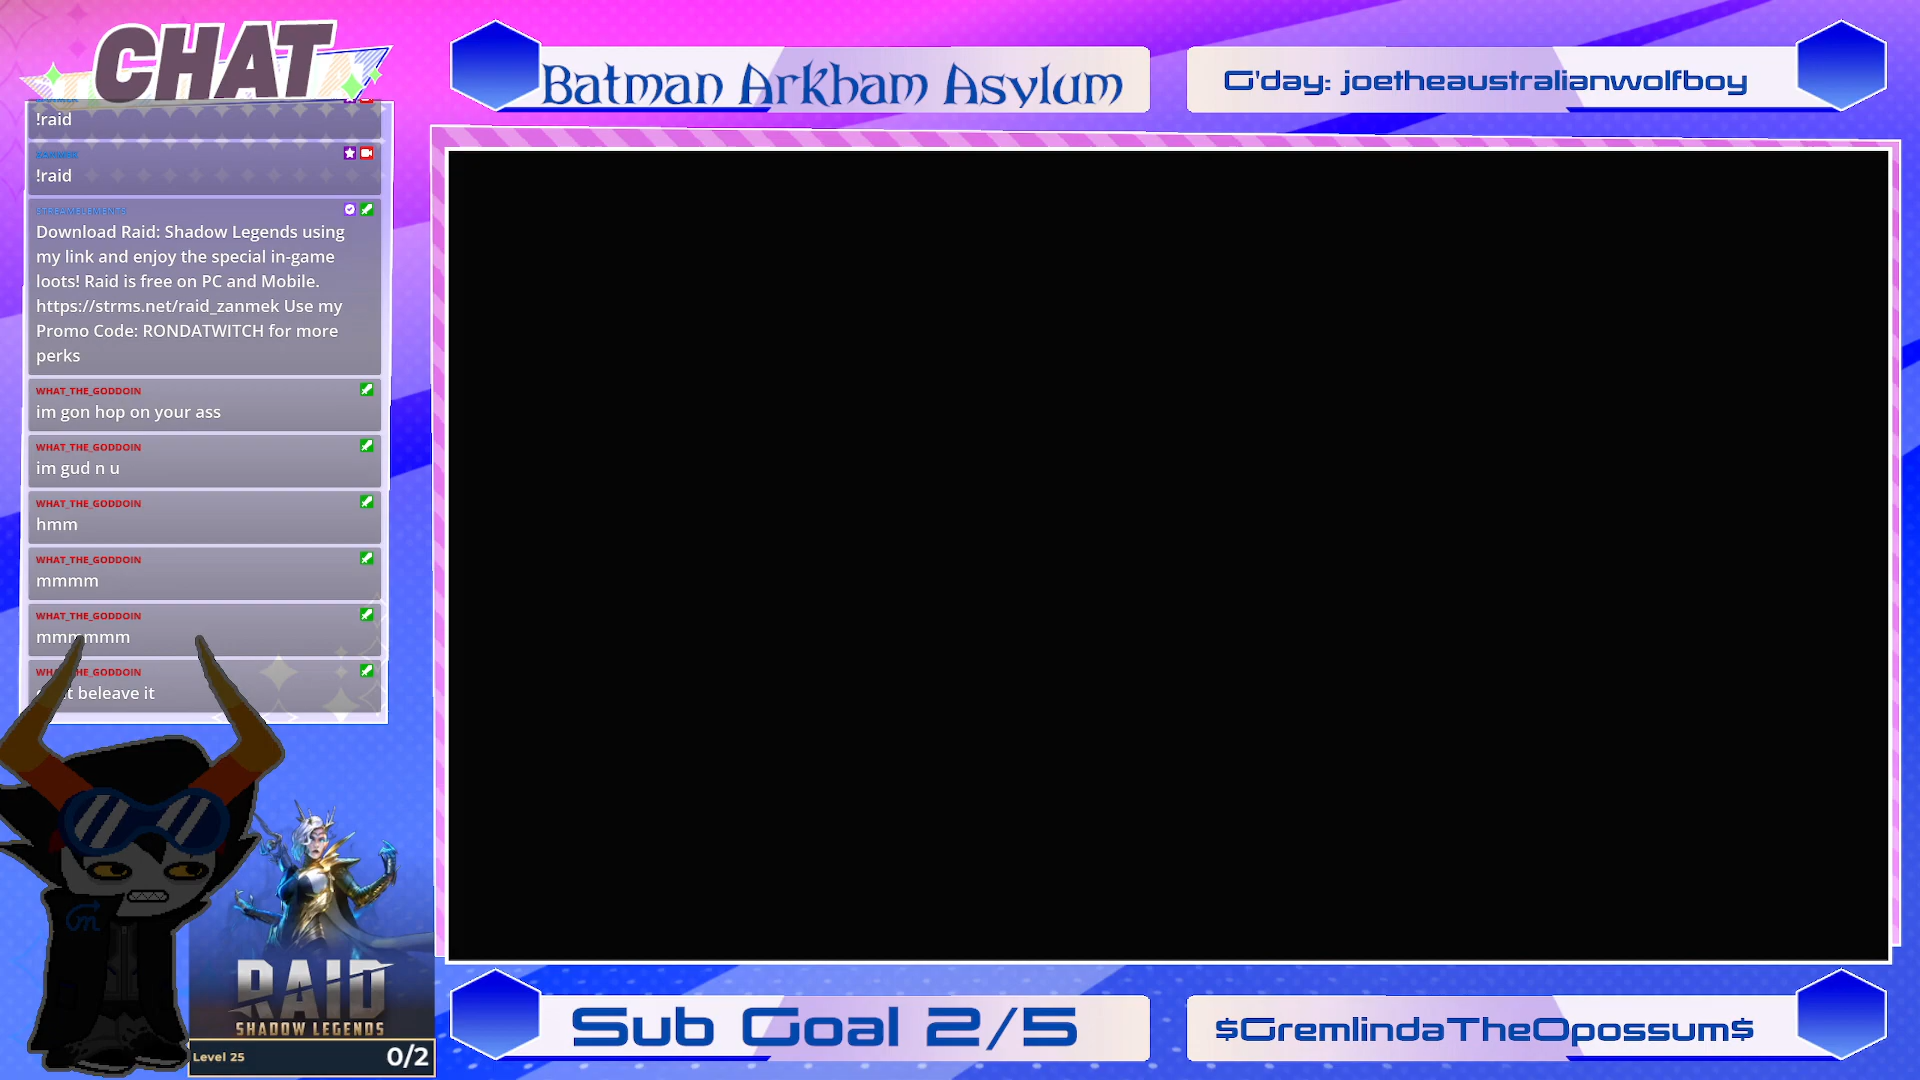 CHAT
!raid
ZANMEK
!raid
STREAMELEMENTS
Download Raid: Shadow Legends using
my link and enjoy the special in-game
loots! Raid is free on PC and Mobile.
https://strms.net/raid_zanmek Use my
Promo Code: RONDATWITCH for more
perks
WHAT_THE_GODDOIN
im gon hop on your ass
WHAT_THE_GODDOIN
im gud n u
WHAT_THE_GODDOIN
hmm
WHAT_THE_GODDOIN
mmmm
WHAT_THE_GODDOIN
WHAT_THE_GODDOIN
beleave it
Batman Arkham Asylum
G'day: joetheaustralianwolfboy
RAID
SHADOW LEGENDS
Level 25
0/2
Sub Goal 2/5
$GremlindaTheOpossum$